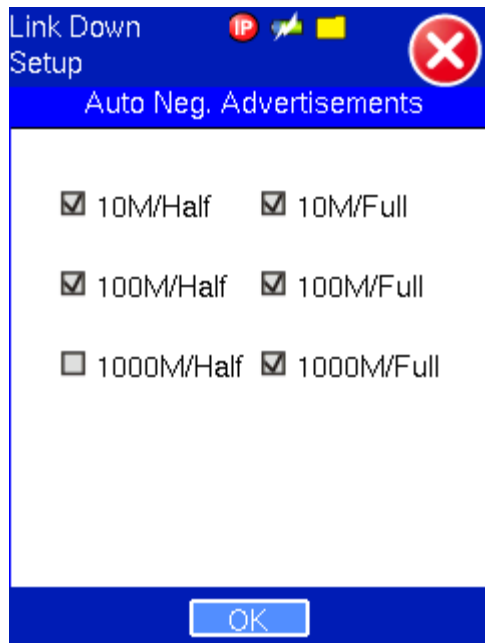 Link Down
IP
Setup
Auto Neg. Advertisements
10M/Half 10M/Full
100M/Half 100M/Full
1000M/Half 1000M/Full
OK